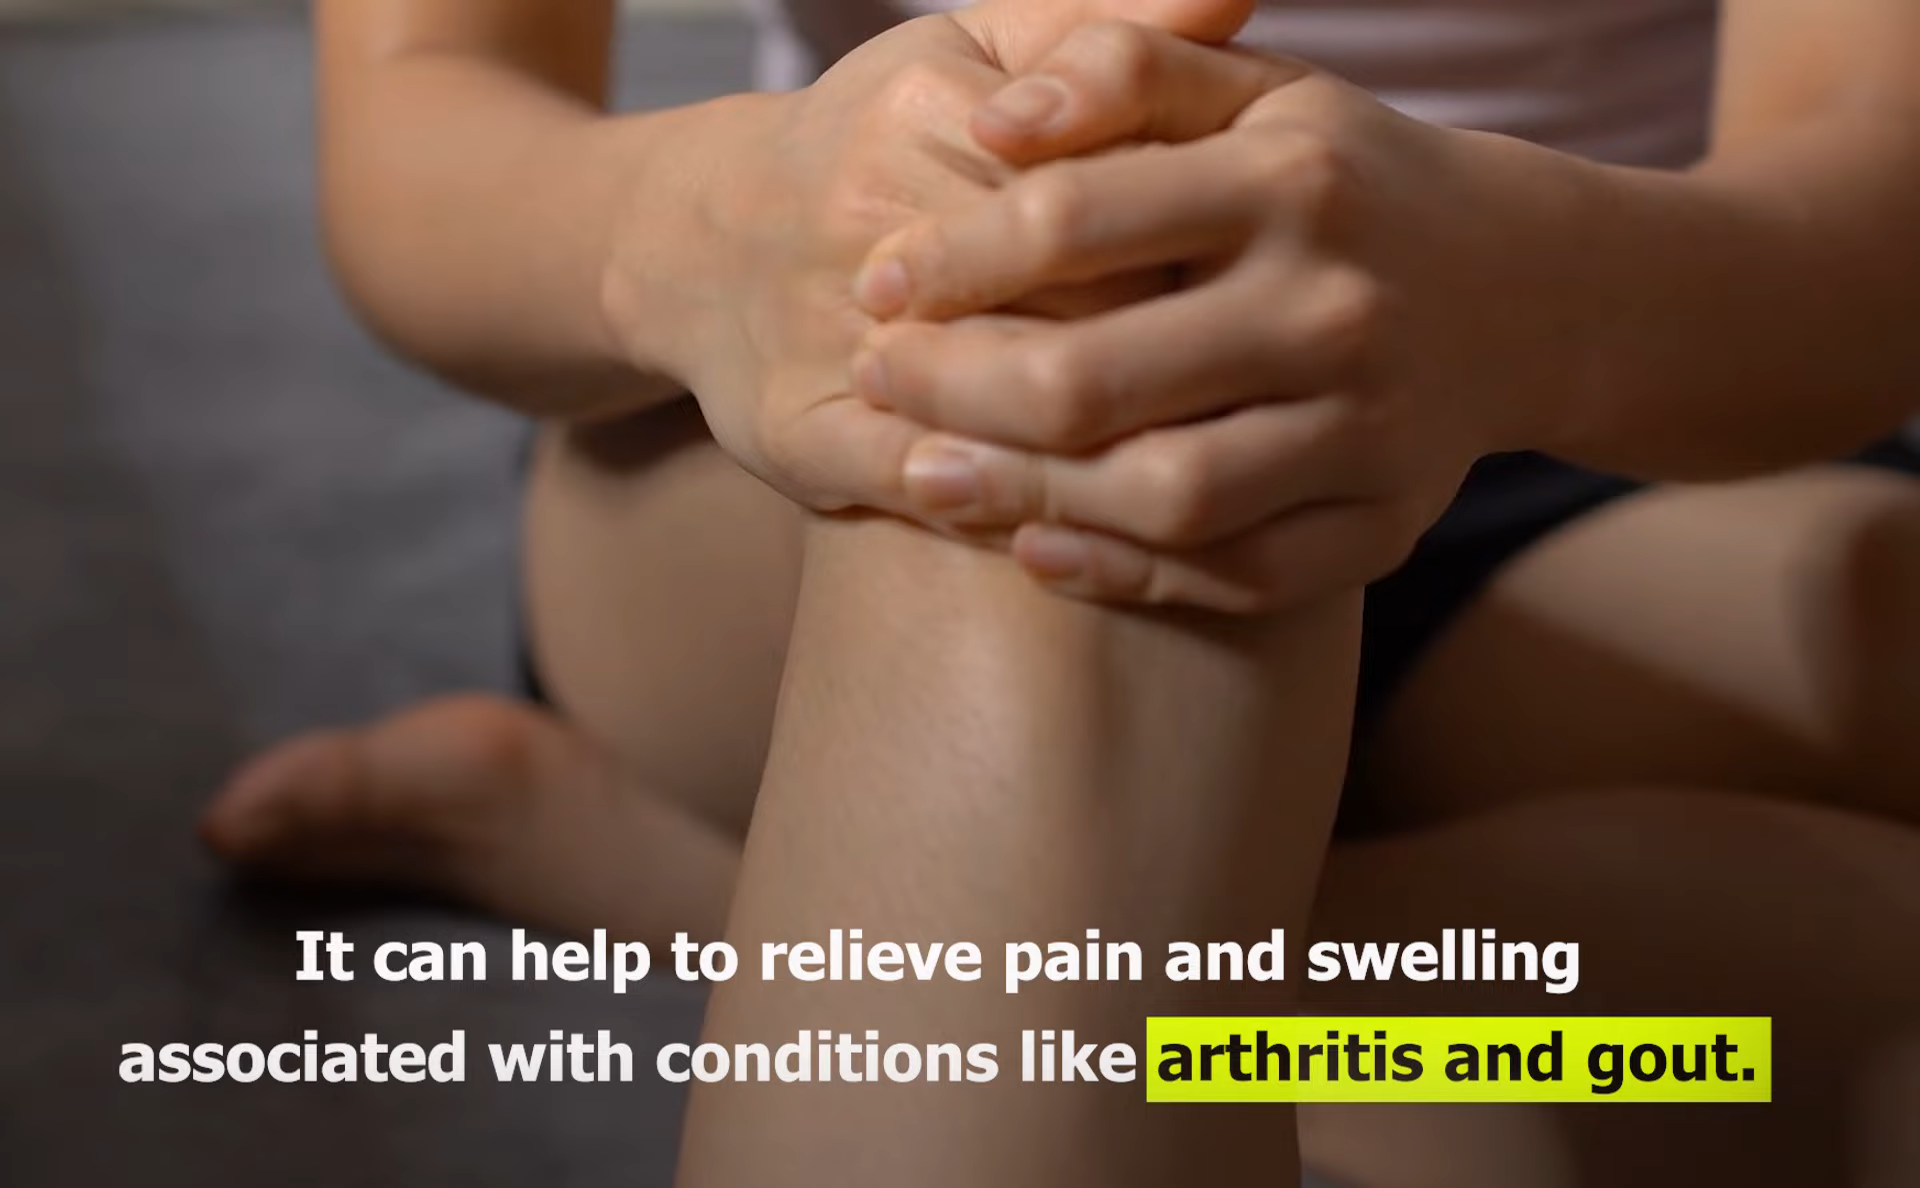 It can help to relieve pain and swelling
associated with conditions like arthritis and gout.